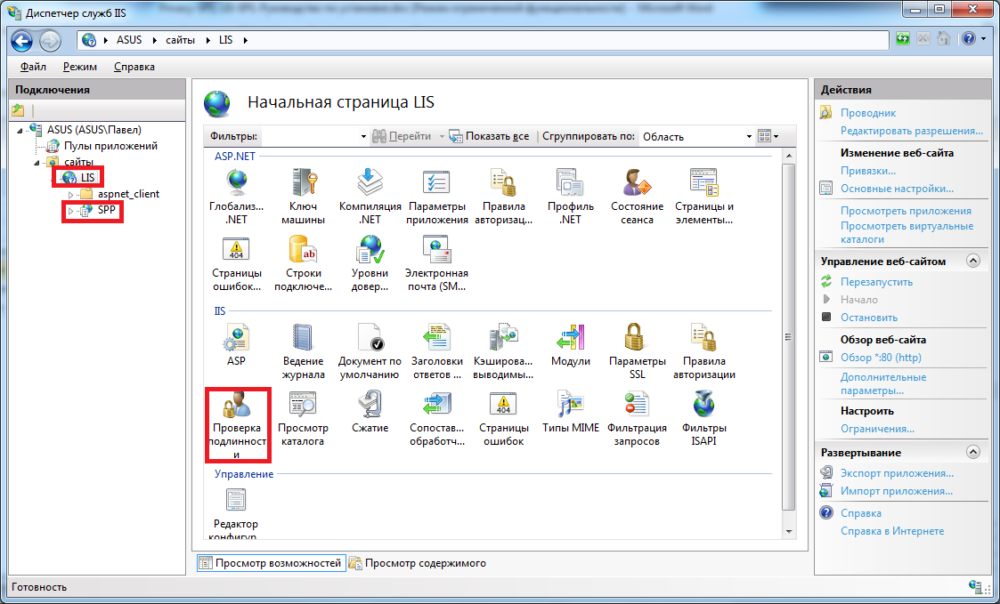 Диспетчер служб IIS
ASUS
сайты
LIS
Файл Режим Справка
Подключения
ASUS (ASUS\Павел)
Пулы приложений
сайты
LIS
aspnet_client
SPP
Начальная страница LIS
Фильтры: Перейти Показать все Сгруппировать по: Область
ASP.NET
Глобализ... .NET
Ключ машины
Компиляция .NET
Параметры приложения
Правила авторизац...
Профиль .NET
Состояние сеанса
Страницы и элементы...
404
Страницы ошибок...
ab
Строки подключе...
Уровни довер...
Электронная почта (SM...
IIS
ASP
Ведение журнала
Документ по умолчанию
Заголовки ответов ...
Кэширова... выводимы...
Модули
Параметры SSL
Правила авторизации
Проверка подлинности
Просмотр каталога
Сжатие
Сопостав... обработч...
404
Страницы ошибок
Типы MIME
Фильтрация запросов
Фильтры ISAPI
Управление
Редактор конфигур...
Просмотр возможностей
Просмотр содержимого
Действия
Проводник
Редактировать разрешения...
Изменение веб-сайта
Привязки...
Основные настройки...
Просмотреть приложения
Просмотреть виртуальные
каталоги
Управление веб-сайтом
Перезапустить
Начало
Остановить
Обзор веб-сайта
Обзор *:80 (http)
Дополнительные
параметры...
Настроить
Ограничения...
Развертывание
Экспорт приложения...
Импорт приложения...
Справка
Справка в Интернете
Готовность